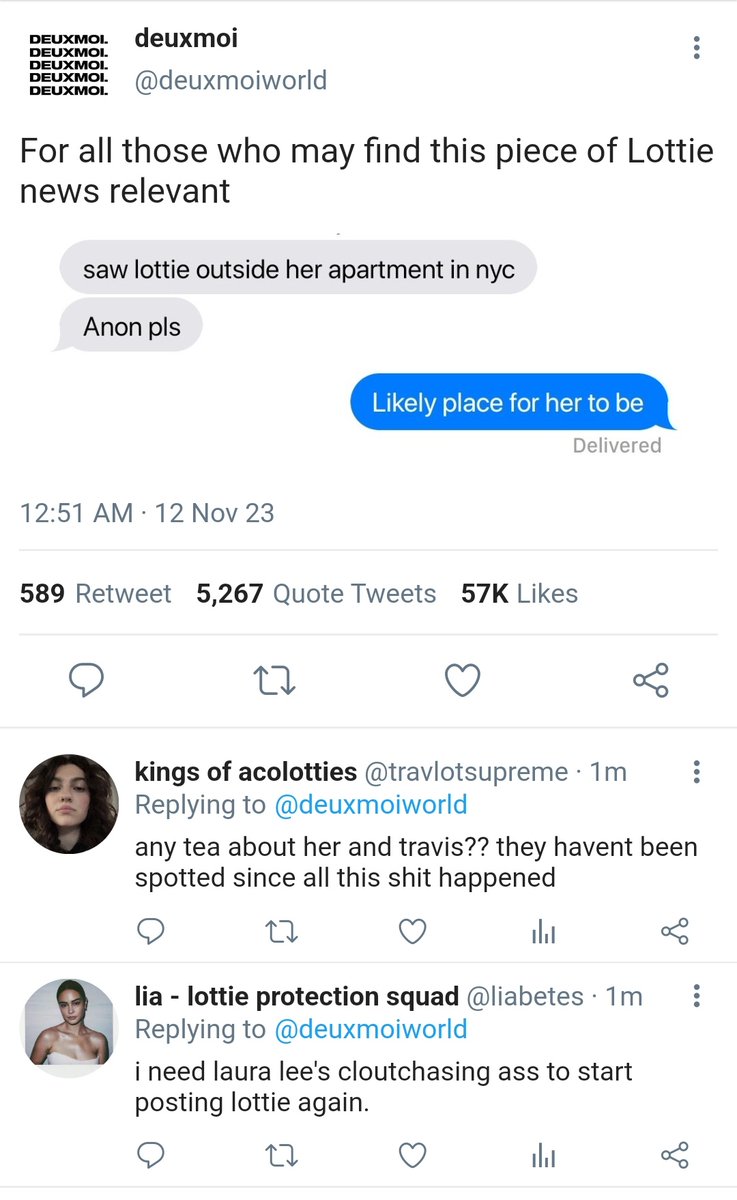 DEUXMOI.
DEUXMOI.
DEUXMOI.
DEUXMOI.
DEUXMOI.
deuxmoi
@deuxmoiworld
For all those who may find this piece of Lottie
news relevant
saw lottie outside her apartment in nyc
Anon pls
Likely place for her to be
Delivered
12:51 AM · 12 Nov 23
589 Retweet 5,267 Quote Tweets 57K Likes
kings of acolotties @travlotsupreme · 1m
Replying to @deuxmoiworld
any tea about her and travis?? they havent been
spotted since all this shit happened
lia - lottie protection squad @liabetes · 1m
Replying to @deuxmoiworld
i need laura lee's cloutchasing ass to start
posting lottie again.